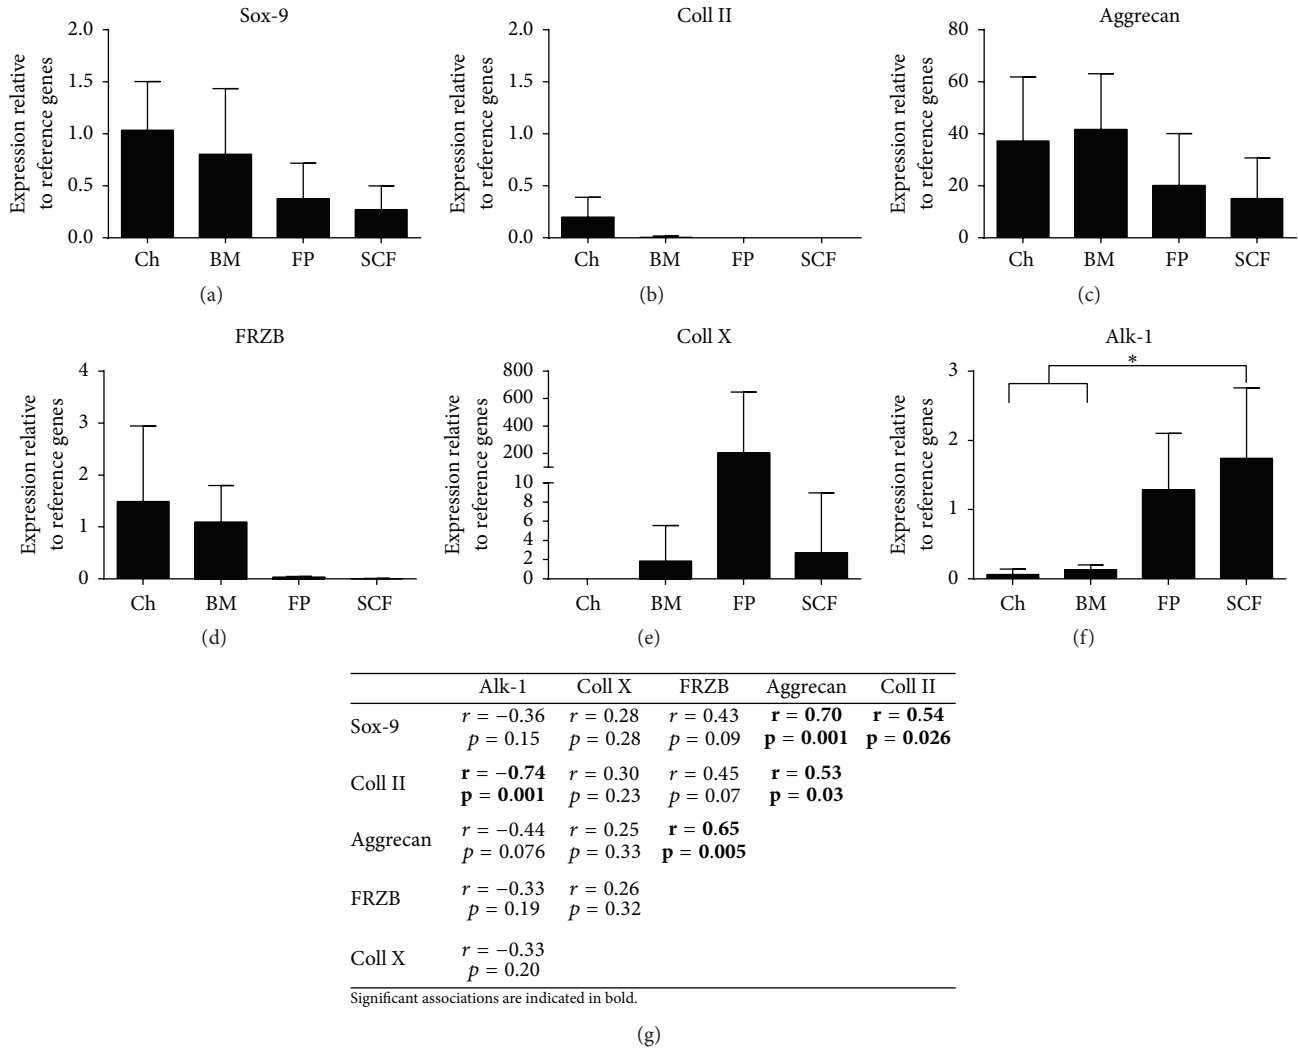 Sox-9
Expression relative
to reference genes
2.0
1.5
1.0
0.5
0.0
Ch BM FP SCF
(a)
Coll II
Expression relative
to reference genes
2.0
1.5
1.0
0.5
0.0
Ch BM FP SCF
(b)
Aggrecan
Expression relative
to reference genes
80
60
40
20
0
Ch BM FP SCF
(c)
FRZB
Expression relative
to reference genes
4
3
2
1
0
Ch BM FP SCF
(d)
Coll X
Expression relative
to reference genes
800
600
400
200
10
8
6
4
2
0
Ch BM FP SCF
(e)
Alk-1
*
Expression relative
to reference genes
3
2
1
0
Ch BM FP SCF
(f)
Alk-1 Coll X FRZB Aggrecan Coll II
Sox-9
r = −0.36 r = 0.28 r = 0.43 r = 0.70 r = 0.54
p = 0.15 p = 0.28 p = 0.09 p = 0.001 p = 0.026
Coll II
r = −0.74 r = 0.30 r = 0.45 r = 0.53
p = 0.001 p = 0.23 p = 0.07 p = 0.03
Aggrecan
r = −0.44 r = 0.25 r = 0.65
p = 0.076 p = 0.33 p = 0.005
FRZB
r = −0.33 r = 0.26
p = 0.19 p = 0.32
Coll X
r = −0.33
p = 0.20
Significant associations are indicated in bold.
(g)